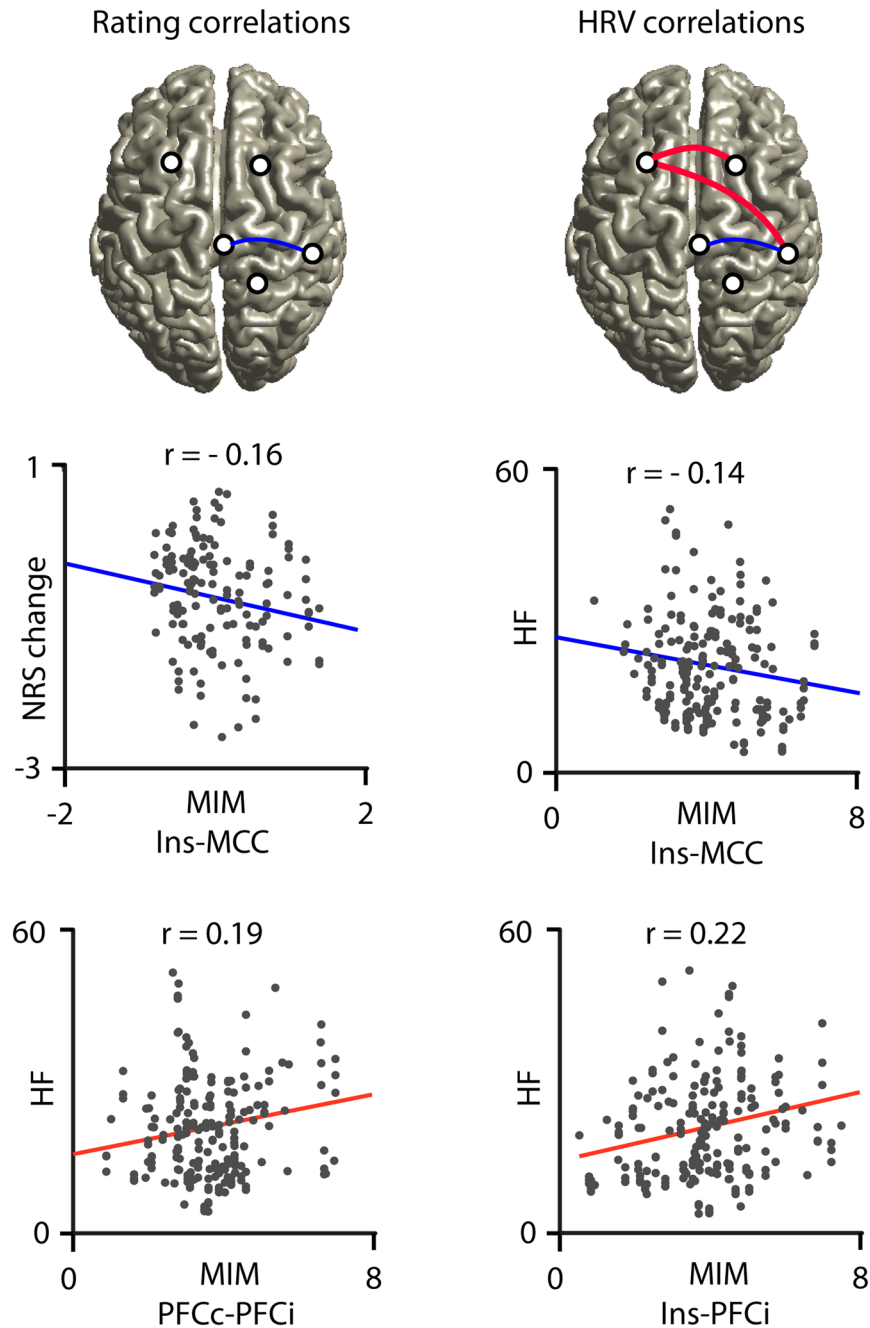 Rating correlations
HRV correlations
r = - 0.16
1
NRS change
-3
-2
MIM
2
Ins-MCC
r = - 0.14
60
HF
0
0
MIM
8
Ins-MCC
r = 0.19
60
HF
0
0
MIM
8
PFCc-PFCi
r = 0.22
60
HF
0
0
MIM
8
Ins-PFCi